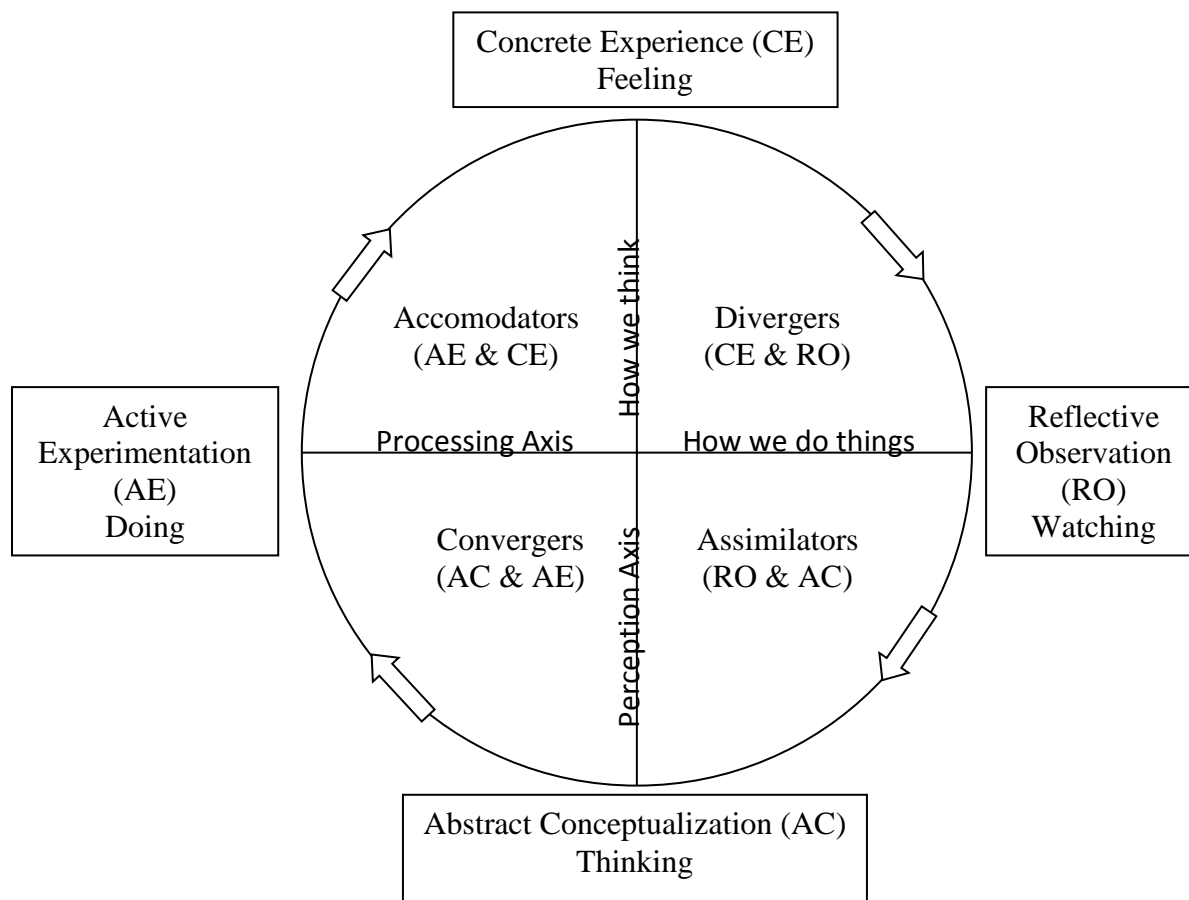 Concrete Experience (CE)
Feeling
How we think
Accomodators
(AE & CE)
Divergers
(CE & RO)
Active
Experimentation
(AE)
Doing
Processing Axis
How we do things
Reflective
Observation
(RO)
Watching
Convergers
(AC & AE)
Perception Axis
Assimilators
(RO & AC)
Abstract Conceptualization (AC)
Thinking